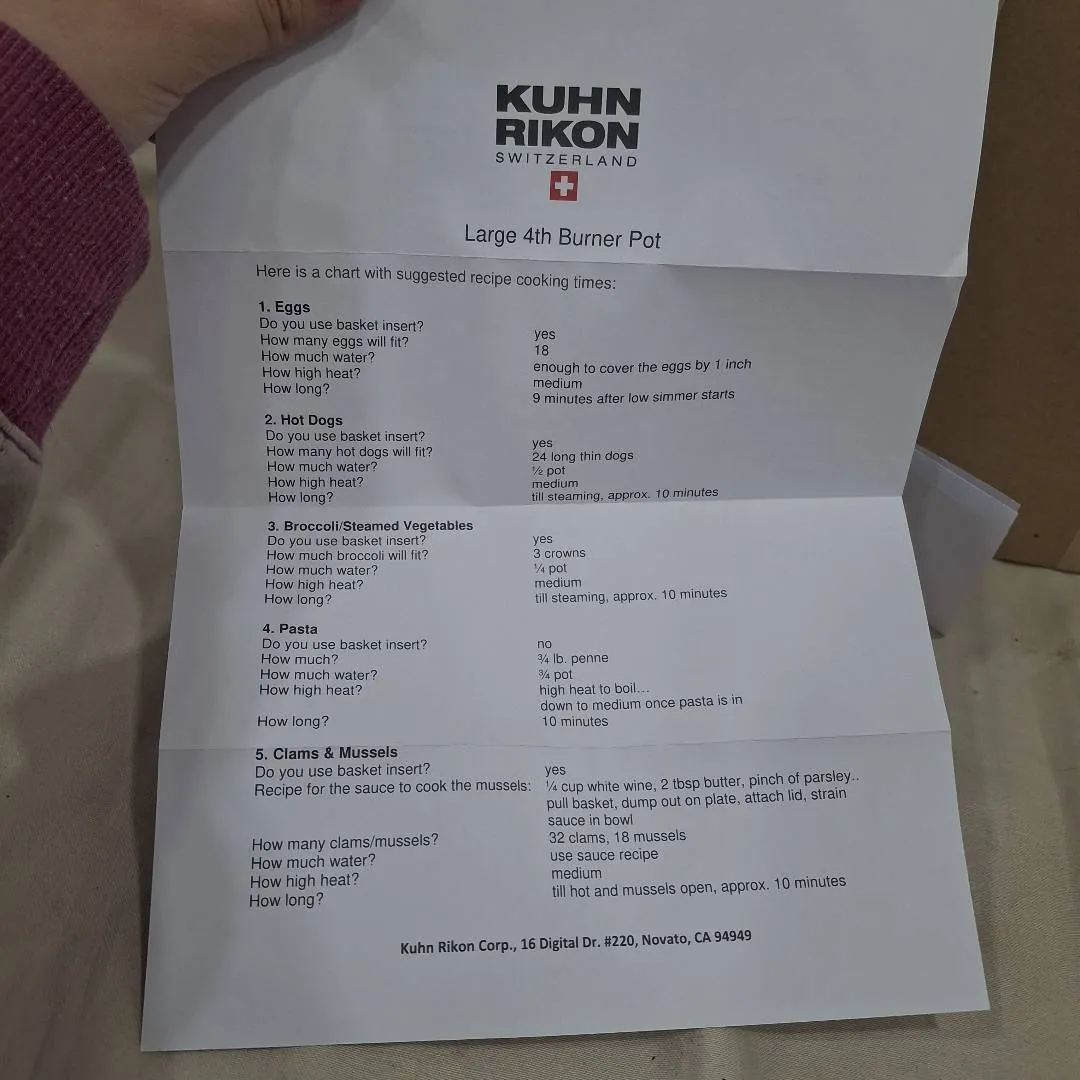 KUHN
RIKON
SWITZERLAND
Large 4th Burner Pot
Here is a chart with suggested recipe cooking times:
1. Eggs
Do you use basket insert? yes
How many eggs will fit? 18
How much water? enough to cover the eggs by 1 inch
How high heat? medium
How long? 9 minutes after low simmer starts
2. Hot Dogs
Do you use basket insert? yes
How many hot dogs will fit? 24 long thin dogs
How much water? ½ pot
How high heat? medium
How long? till steaming, approx. 10 minutes
3. Broccoli/Steamed Vegetables
Do you use basket insert? yes
How much broccoli will fit? 3 crowns
How much water? ¼ pot
How high heat? medium
How long? till steaming, approx. 10 minutes
4. Pasta
Do you use basket insert? no
How much? ¾ lb. penne
How much water? ¾ pot
How high heat? high heat to boil...
down to medium once pasta is in
How long? 10 minutes
5. Clams & Mussels
Do you use basket insert? yes
Recipe for the sauce to cook the mussels: ¼ cup white wine, 2 tbsp butter, pinch of parsley..
pull basket, dump out on plate, attach lid, strain
sauce in bowl
How many clams/mussels? 32 clams, 18 mussels
How much water? use sauce recipe
How high heat? medium
How long? till hot and mussels open, approx. 10 minutes
Kuhn Rikon Corp., 16 Digital Dr. #220, Novato, CA 94949